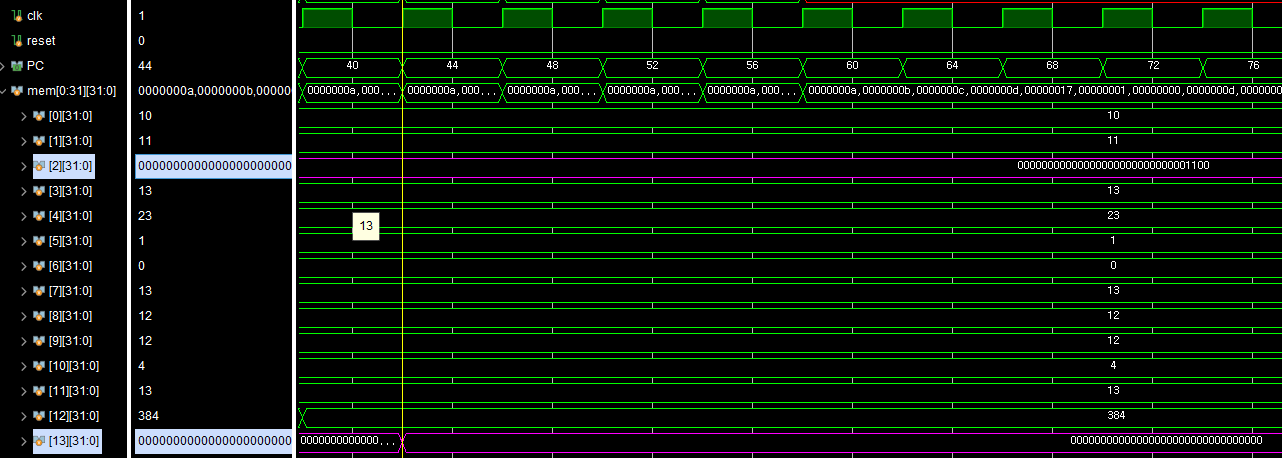 clk 1
reset 0
PC 44 40 44 48 52 56 60 64 68 72 76
mem[0:31][31:0] 0000000a,0000000b,000000 0000000a,000... 0000000a,000... 0000000a,000... 0000000a,000... 0000000a,000... 0000000a,0000000b,0000000c,0000000d,00000017,00000001,00000000,0000000d,0000000
[0][31:0] 10 10
[1][31:0] 11 11
[2][31:0] 00000000000000000000000 00000000000000000000000000001100
[3][31:0] 13 13
[4][31:0] 23 13 23
[5][31:0] 1 1
[6][31:0] 0 0
[7][31:0] 13 13
[8][31:0] 12 12
[9][31:0] 12 12
[10][31:0] 4 4
[11][31:0] 13 13
[12][31:0] 384 384
[13][31:0] 00000000000000000000000 0000000000000... 00000000000000000000000000000000